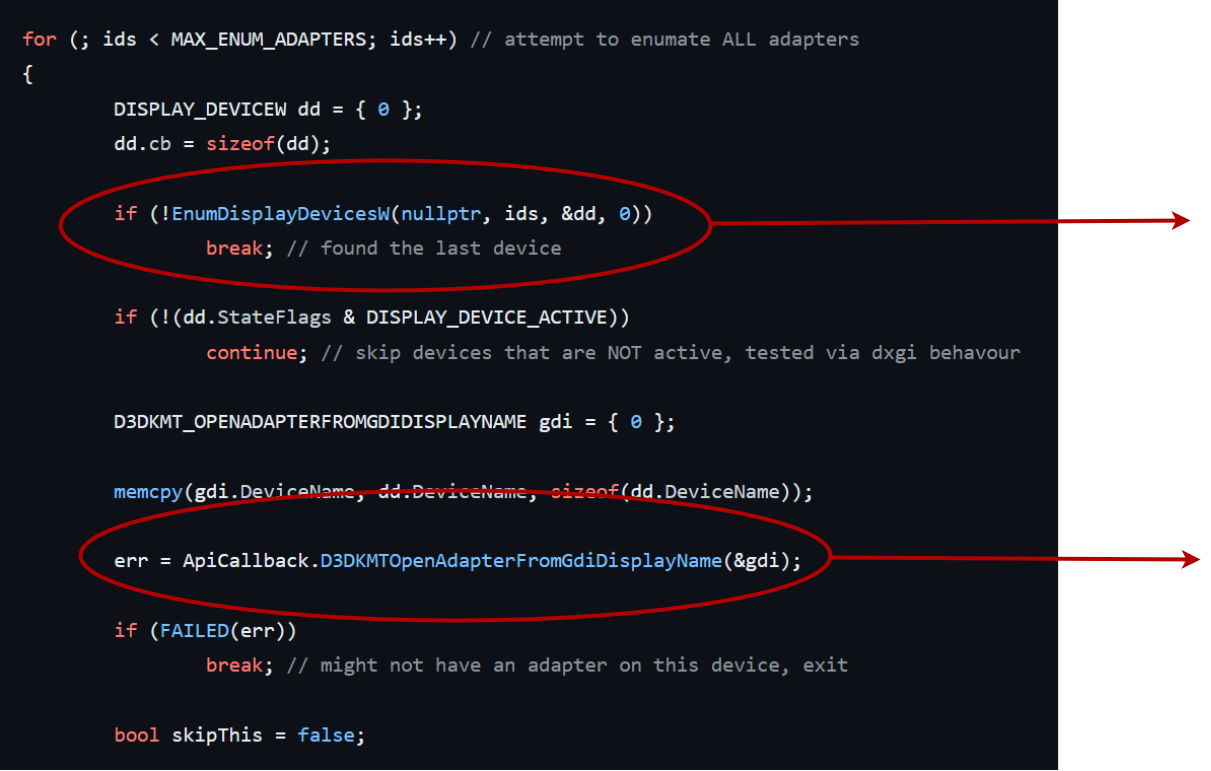 for (; ids < MAX_ENUM_ADAPTERS; ids++) // attempt to enumate ALL adapters
{
DISPLAY_DEVICEW dd = { 0 };
dd.cb = sizeof(dd);
if (!EnumDisplayDevicesW(nullptr, ids, &dd, 0))
break; // found the last device
if (!(dd.StateFlags & DISPLAY_DEVICE_ACTIVE))
continue; // skip devices that are NOT active, tested via dxgi behavour
D3DKMT_OPENADAPTERFROMGDIDISPLAYNAME gdi = { 0 };
memcpy(gdi.DeviceName, dd.DeviceName, sizeof(dd.DeviceName));
err = ApiCallback.D3DKMTOpenAdapterFromGdiDisplayName(&gdi);
if (FAILED(err))
break; // might not have an adapter on this device, exit
bool skipThis = false;